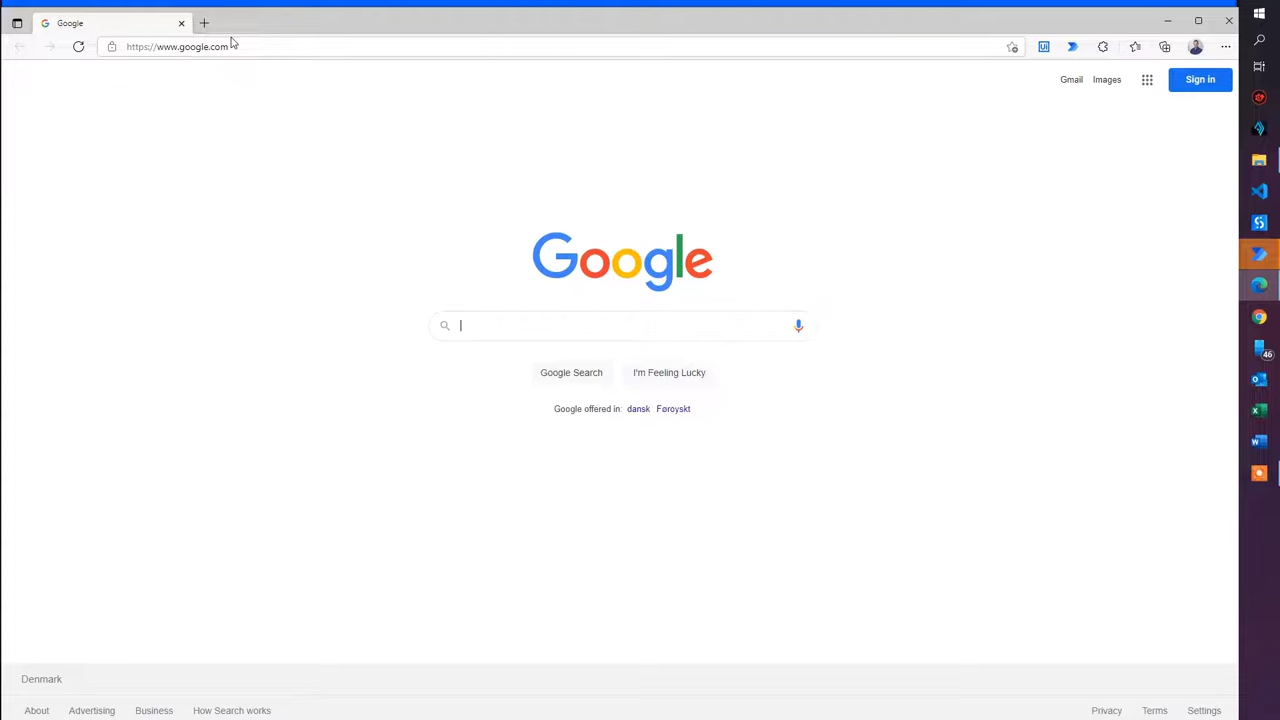 Google
https://www.google.com
Gmail Images Sign in
Google
Google Search I'm Feeling Lucky
Google offered in: dansk Føroyskt
46
Denmark
About Advertising Business How Search works Privacy Terms Settings